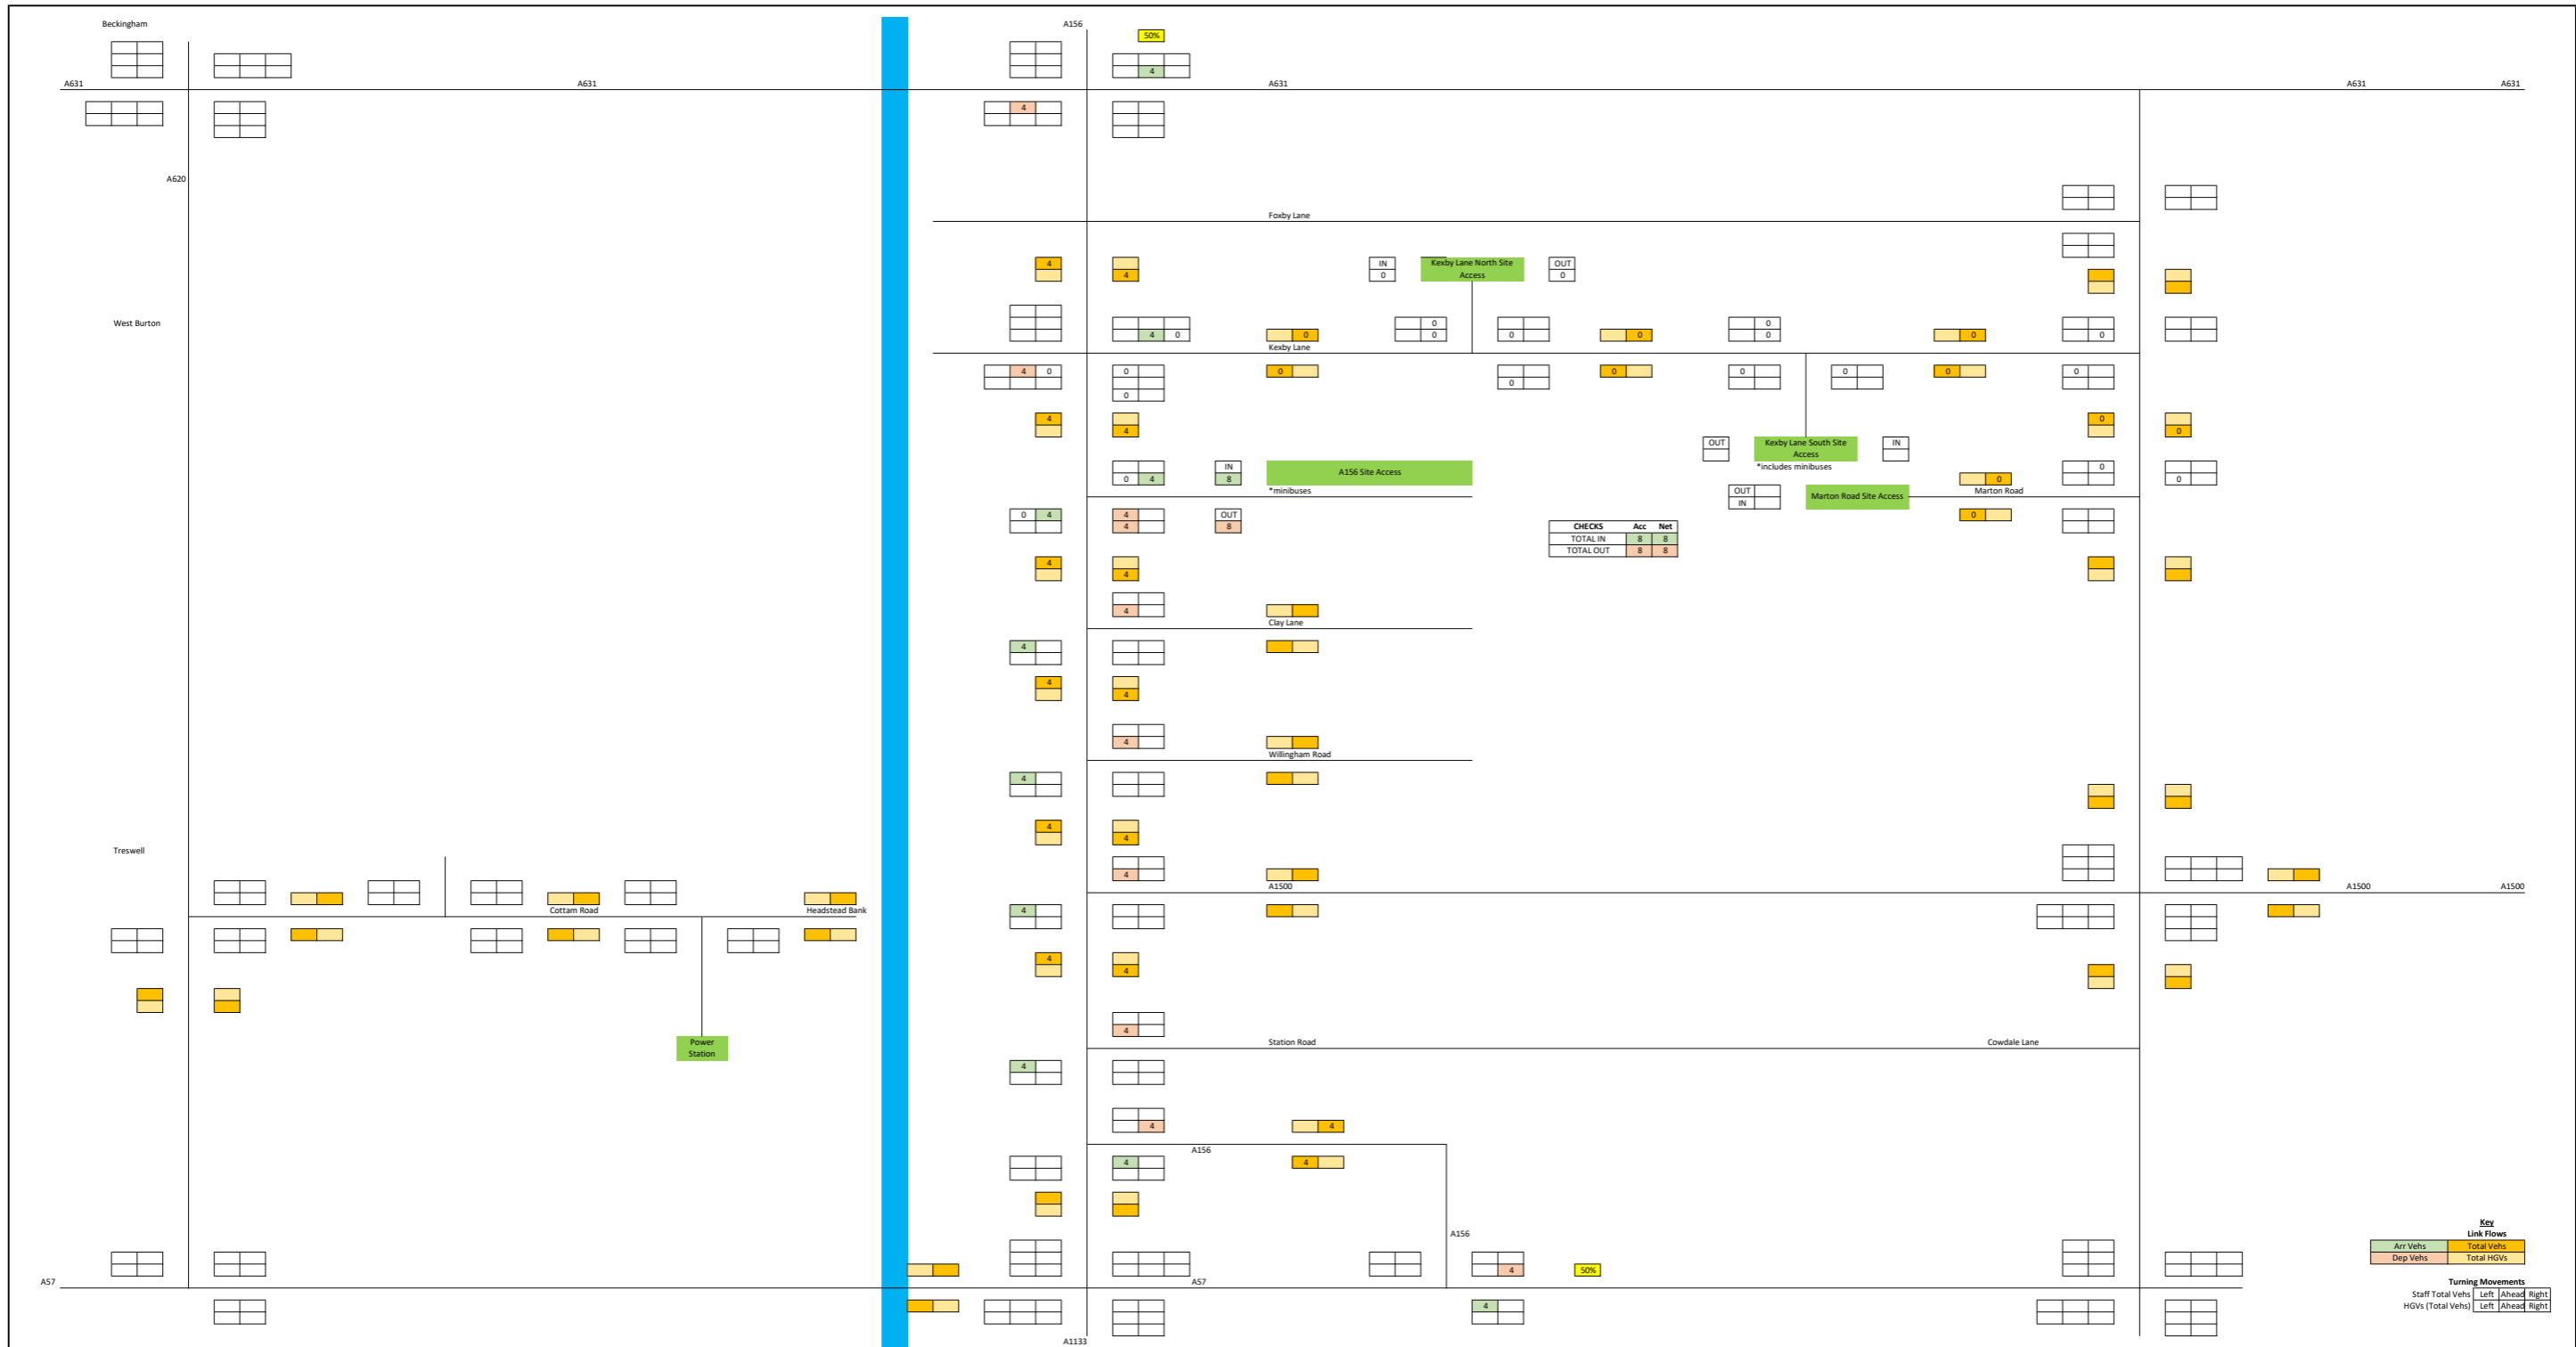 Beckingham
A156
50%
4
A631
A631
A631
A631
A631
4
A620
Foxby Lane
4
4
IN
0
Kexby Lane North Site
Access
OUT
0
West Burton
4 0
0
0
0
0
0
0
0
0
0
0
Kexby Lane
4 0
0
0
0
0
0
0
0
0
0
4
4
0
0
OUT
Kexby Lane South Site
Access
IN
*includes minibuses
0 4
IN
8
A156 Site Access
*minibuses
0
0
0
OUT
IN
Marton Road Site Access
Marton Road
0
0 4
4
4
OUT
8
CHECKS Acc Net
TOTAL IN 8 8
TOTAL OUT 8 8
4
4
4
Clay Lane
4
4
4
4
Willingham Road
4
4
4
Treswell
4
A1500
A1500
A1500
Cottam Road
Headstead Bank
4
4
4
4
Power
Station
Station Road
Cowdale Lane
4
4
4
A156
4
4
A156
4
50%
A57
A57
4
A1133
Key
Link Flows
Arr Vehs Total Vehs
Dep Vehs Total HGVs
Turning Movements
Staff Total Vehs Left Ahead Right
HGVs (Total Vehs) Left Ahead Right